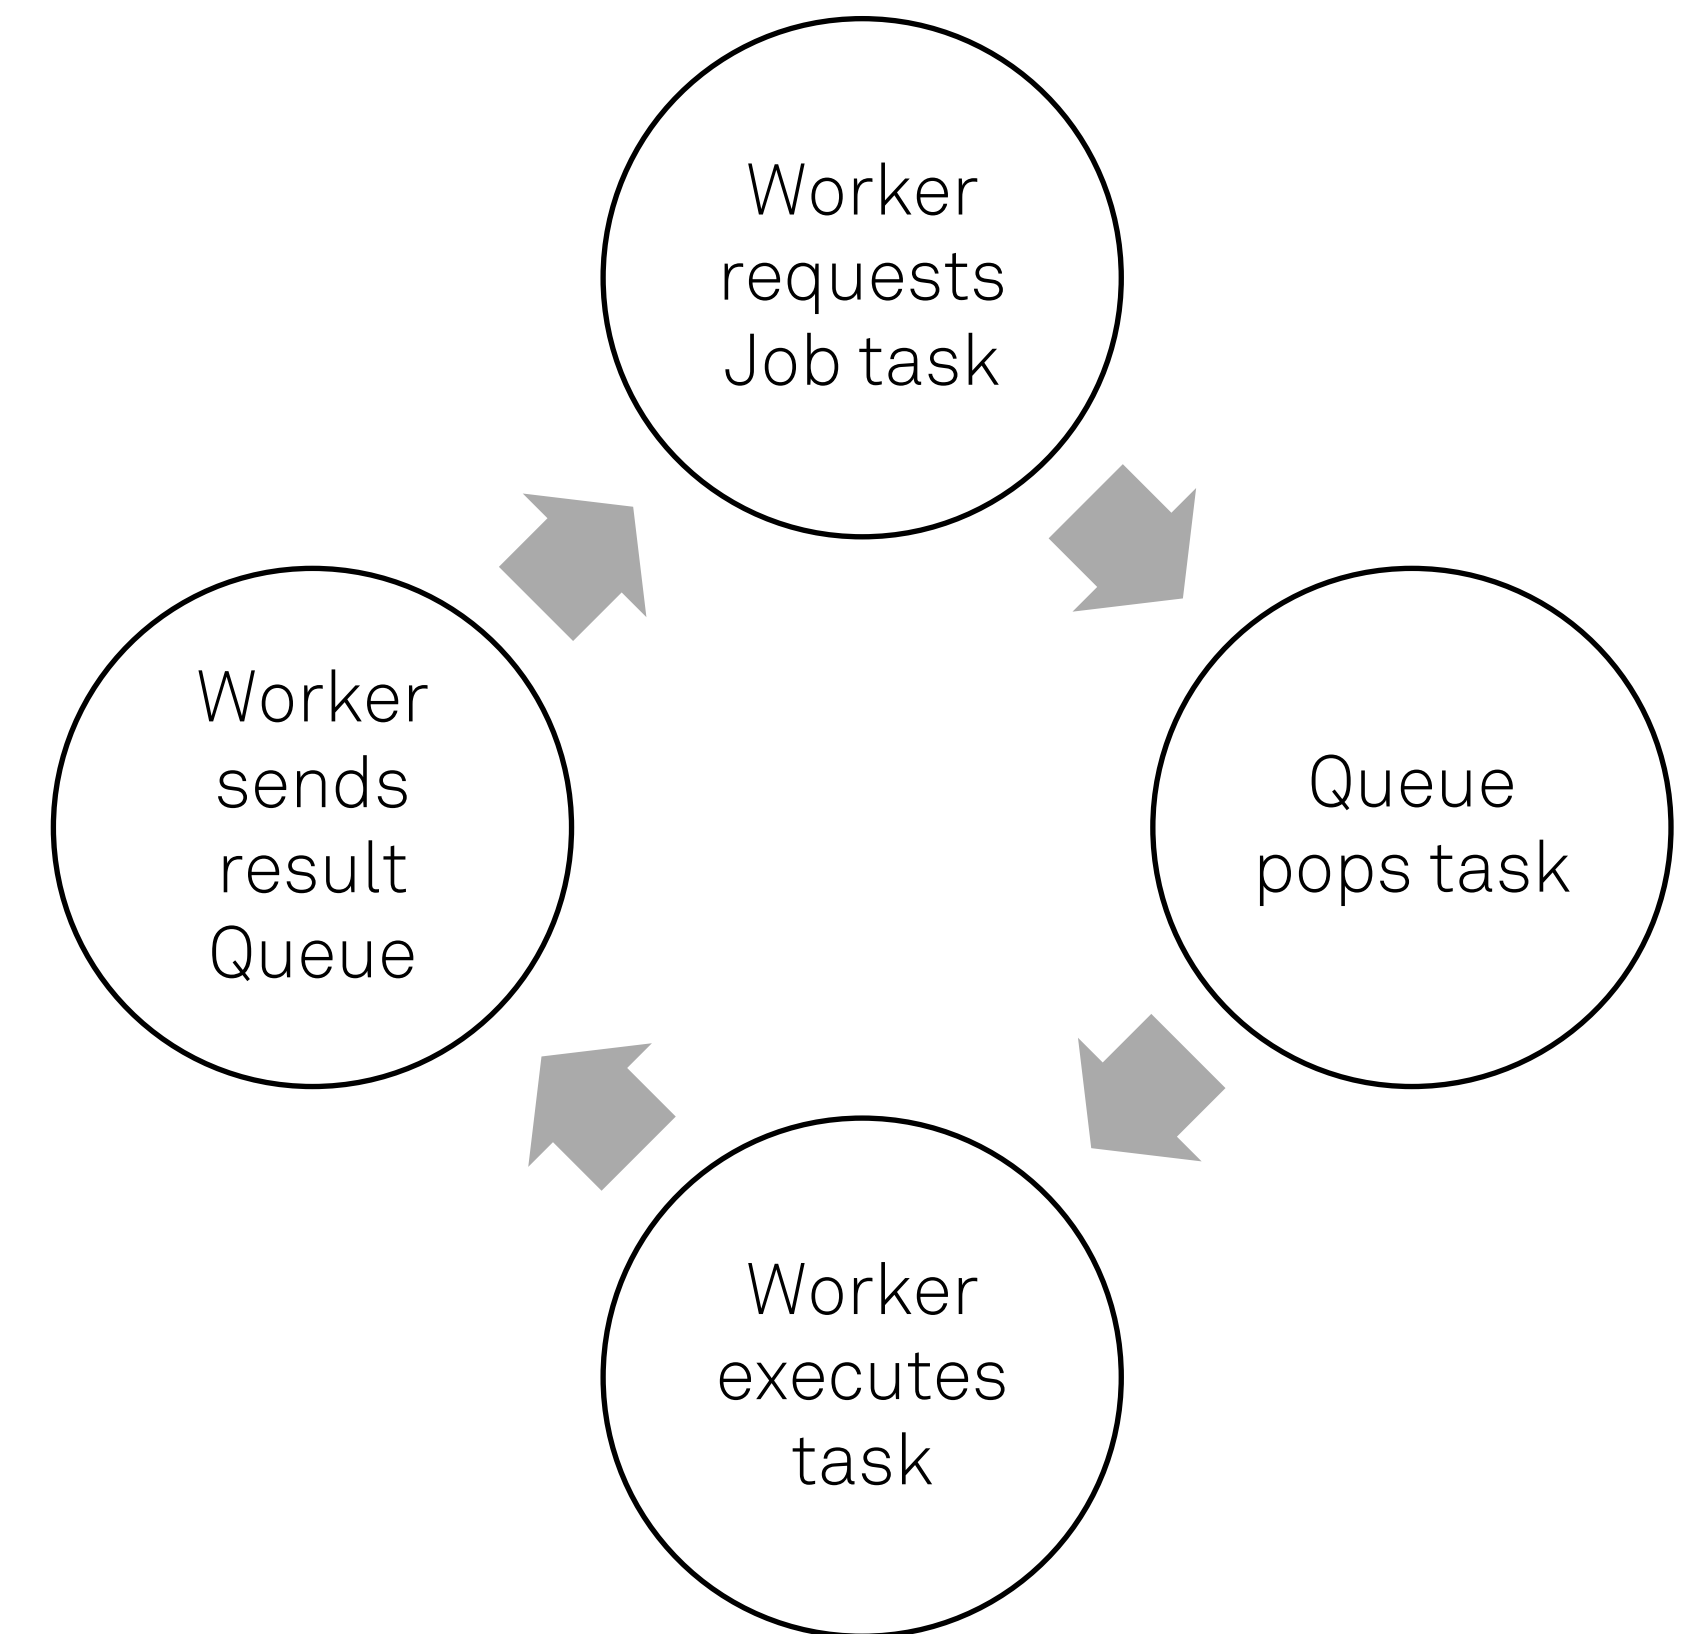 Worker
requests
Job task
Queue
pops task
Worker
executes
task
Worker
sends
result
Queue